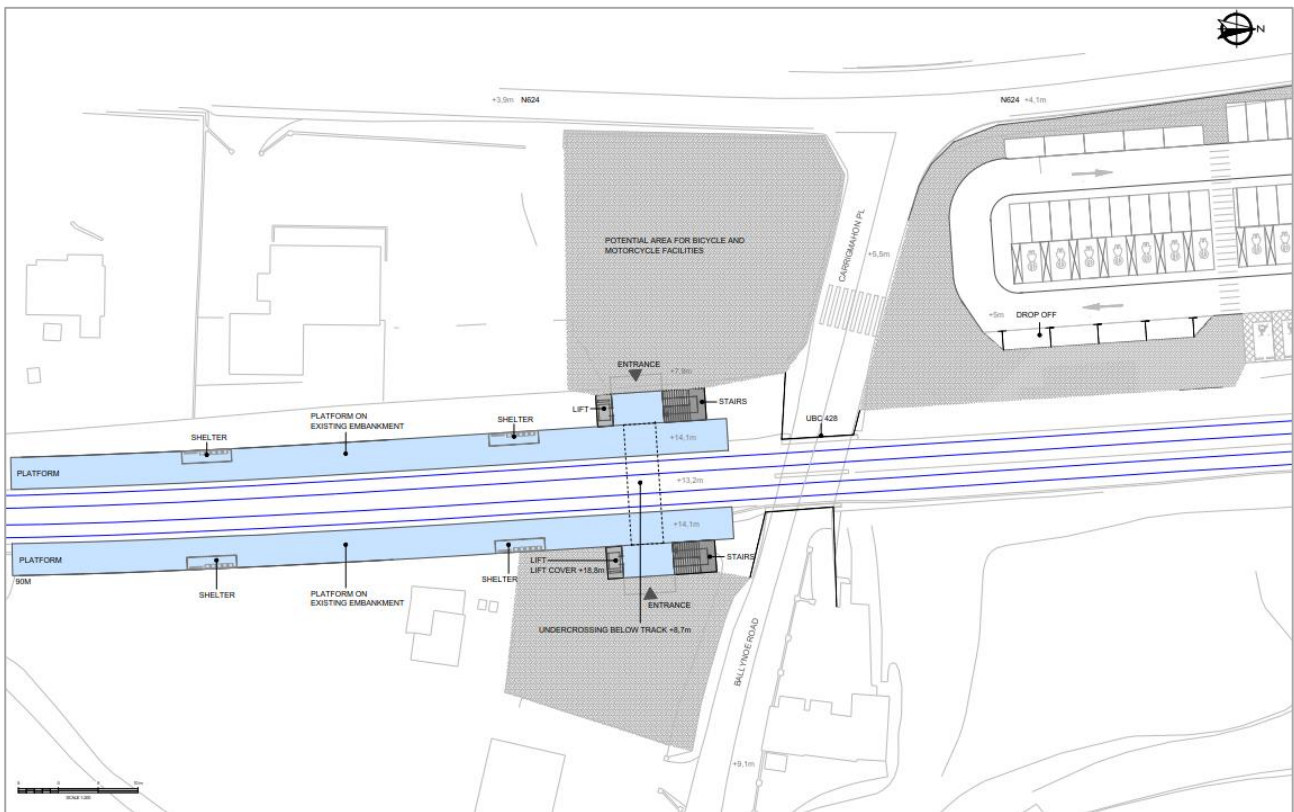 N
+3,9m N624
N624 +4,1m
POTENTIAL AREA FOR BICYCLE AND
MOTORCYCLE FACILITIES
CARRIGMAHON PL
+5,5m
+5m DROP OFF
ENTRANCE
+7,9m
LIFT
STAIRS
UBC 428
PLATFORM ON
EXISTING EMBANKMENT
SHELTER
SHELTER
+14,1m
PLATFORM
+13,2m
+14,1m
PLATFORM
90M
SHELTER
PLATFORM ON
EXISTING EMBANKMENT
SHELTER
LIFT
LIFT COVER +18,8m
STAIRS
ENTRANCE
UNDERCROSSING BELOW TRACK +8,7m
BALLYNOE ROAD
+9,1m